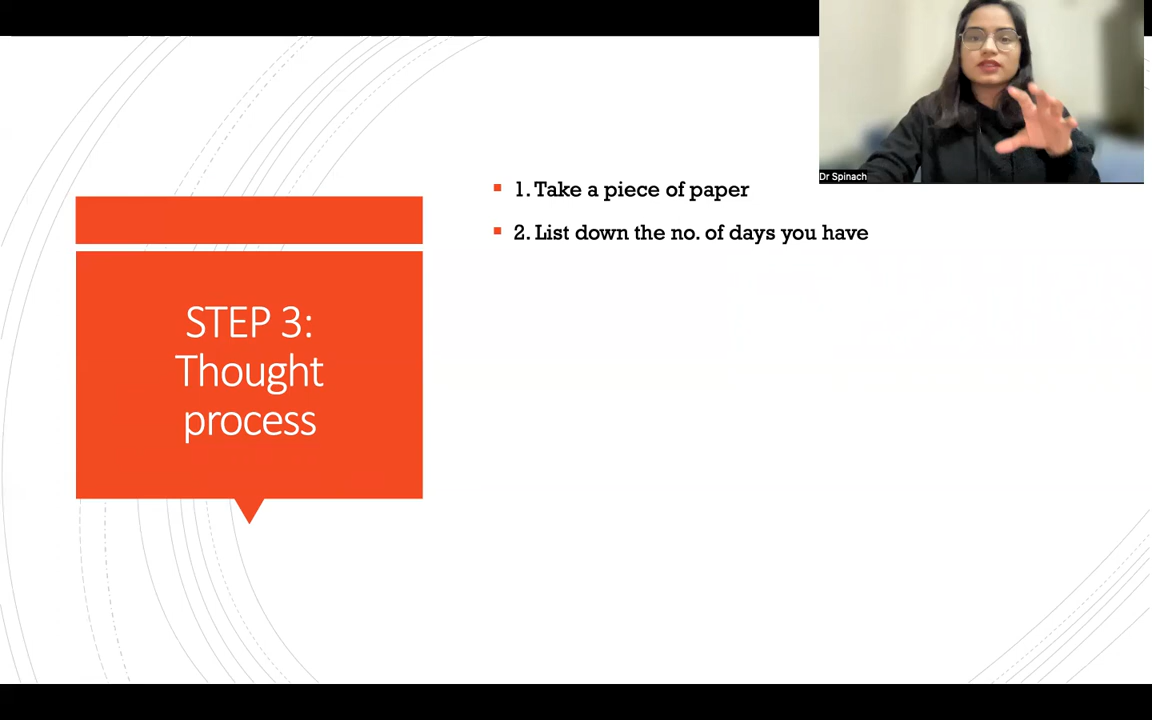 STEP 3:
Thought
process
1. Take a piece of paper
2. List down the no. of days you have
Dr Spinach